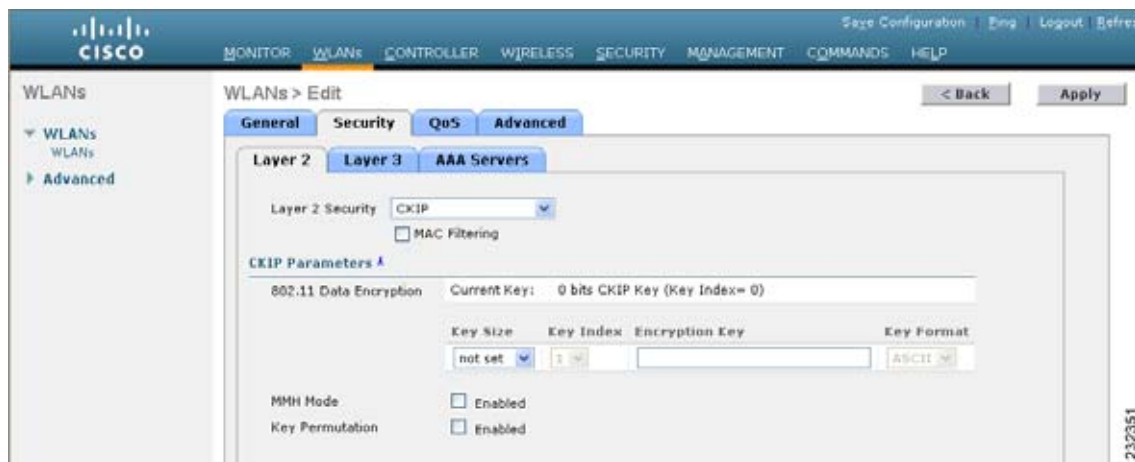 Save Configuration Ping Logout Refres
CISCO
MONITOR WLANs CONTROLLER WIRELESS SECURITY MANAGEMENT COMMANDS HELP
WLANs
WLANs > Edit
< Back
Apply
General Security QoS Advanced
WLANs
WLANs
Advanced
Layer 2 Layer 3 AAA Servers
Layer 2 Security CKIP
MAC Filtering
CKIP Parameters
802.11 Data Encryption Current Key: 0 bits CKIP Key (Key Index= 0)
Key Size Key Index Encryption Key Key Format
not set 1 ASCII
MMH Mode Enabled
Key Permutation Enabled
232351